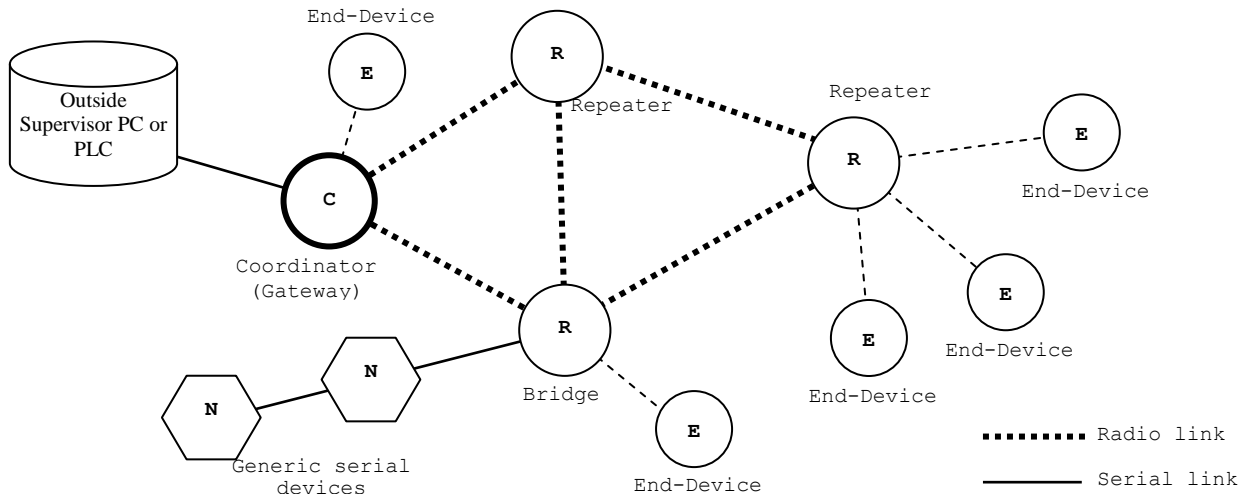 End-Device
E
R
Repeater
Outside
Supervisor PC or
PLC
Repeater
E
End-Device
R
C
Coordinator
(Gateway)
E
End-Device
R
Bridge
E
End-Device
N
N
Generic serial
devices
E
End-Device
Radio link
Serial link